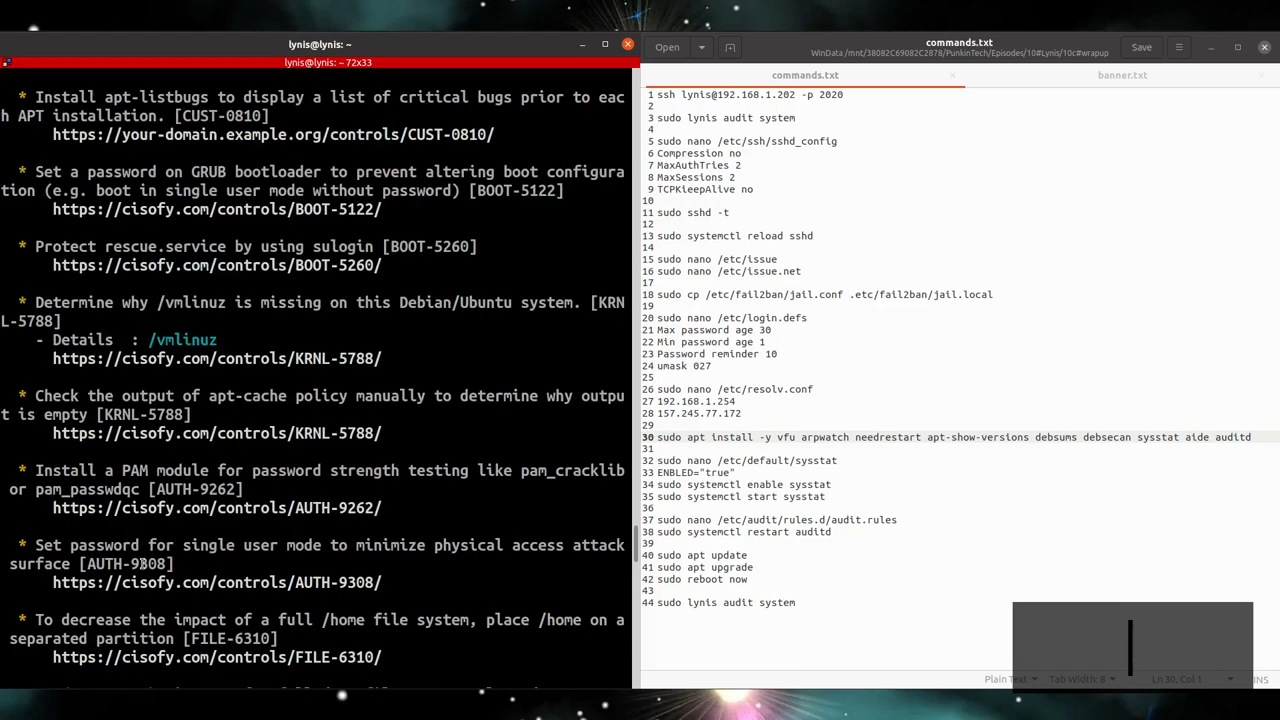 lynis@lynis: ~
lynis@lynis: ~ 72x33
* Install apt-listbugs to display a list of critical bugs prior to eac
h APT installation. [CUST-0810]
https://your-domain.example.org/controls/CUST-0810/
* Set a password on GRUB bootloader to prevent altering boot configura
tion (e.g. boot in single user mode without password) [BOOT-5122]
https://cisofy.com/controls/BOOT-5122/
* Protect rescue.service by using sulogin [BOOT-5260]
https://cisofy.com/controls/BOOT-5260/
* Determine why /vmlinuz is missing on this Debian/Ubuntu system. [KRN
L-5788]
- Details  : /vmlinuz
https://cisofy.com/controls/KRNL-5788/
* Check the output of apt-cache policy manually to determine why outpu
t is empty [KRNL-5788]
https://cisofy.com/controls/KRNL-5788/
* Install a PAM module for password strength testing like pam_cracklib
or pam_passwdqc [AUTH-9262]
https://cisofy.com/controls/AUTH-9262/
* Set password for single user mode to minimize physical access attack
surface [AUTH-9308]
https://cisofy.com/controls/AUTH-9308/
* To decrease the impact of a full /home file system, place /home on a
separated partition [FILE-6310]
https://cisofy.com/controls/FILE-6310/
Open
commands.txt
WinData /mnt/38082C69082C2878/PunkinTech/Episodes/10#Lynis/10c#wrapup
Save
commands.txt
banner.txt
1 ssh lynis@192.168.1.202 -p 2020
2
3 sudo lynis audit system
4
5 sudo nano /etc/ssh/sshd_config
6 Compression no
7 MaxAuthTries 2
8 MaxSessions 2
9 TCPKieepAlive no
10
11 sudo sshd -t
12
13 sudo systemctl reload sshd
14
15 sudo nano /etc/issue
16 sudo nano /etc/issue.net
17
18 sudo cp /etc/fail2ban/jail.conf .etc/fail2ban/jail.local
19
20 sudo nano /etc/login.defs
21 Max password age 30
22 Min password age 1
23 Password reminder 10
24 umask 027
25
26 sudo nano /etc/resolv.conf
27 192.168.1.254
28 157.245.77.172
29
30 sudo apt install -y vfu arpwatch needrestart apt-show-versions debsums debsecan sysstat aide auditd
31
32 sudo nano /etc/default/sysstat
33 ENBLED="true"
34 sudo systemctl enable sysstat
35 sudo systemctl start sysstat
36
37 sudo nano /etc/audit/rules.d/audit.rules
38 sudo systemctl restart auditd
39
40 sudo apt update
41 sudo apt upgrade
42 sudo reboot now
43
44 sudo lynis audit system
Plain Text
Tab Width: 8
Ln 30, Col 1
INS